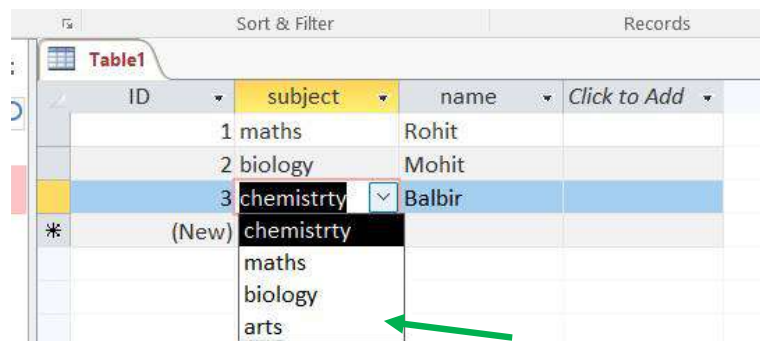 Sort & Filter Records
Table1
ID subject name Click to Add
1 maths Rohit
2 biology Mohit
3 chemistrty Balbir
(New) chemistrty
maths
biology
arts